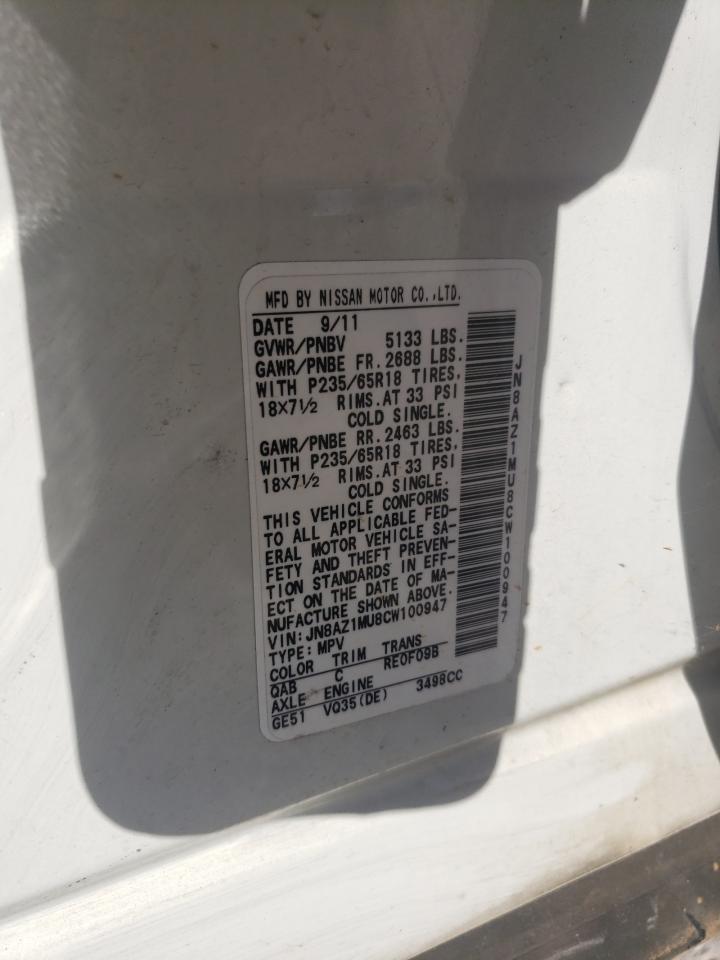 MFD BY NISSAN MOTOR CO.,LTD.
DATE 9/11
GVWR/PNBV 5133 LBS.
GAWR/PNBE FR. 2688 LBS.
WITH P235/65R18 TIRES,
18X7½ RIMS.AT 33 PSI
COLD SINGLE.
GAWR/PNBE RR. 2463 LBS.
WITH P235/65R18 TIRES,
18X7½ RIMS.AT 33 PSI
COLD SINGLE.
THIS VEHICLE CONFORMS
TO ALL APPLICABLE FED-
ERAL MOTOR VEHICLE SA-
FETY AND THEFT PREVEN-
TION STANDARDS IN EFF-
ECT ON THE DATE OF MA-
NUFACTURE SHOWN ABOVE.
VIN:JN8AZ1MU8CW100947
TYPE:MPV
COLOR TRIM TRANS
QAB C RE0F09B
AXLE ENGINE
GE51 VQ35(DE) 3498CC
JN8AZ1MU8CW100947